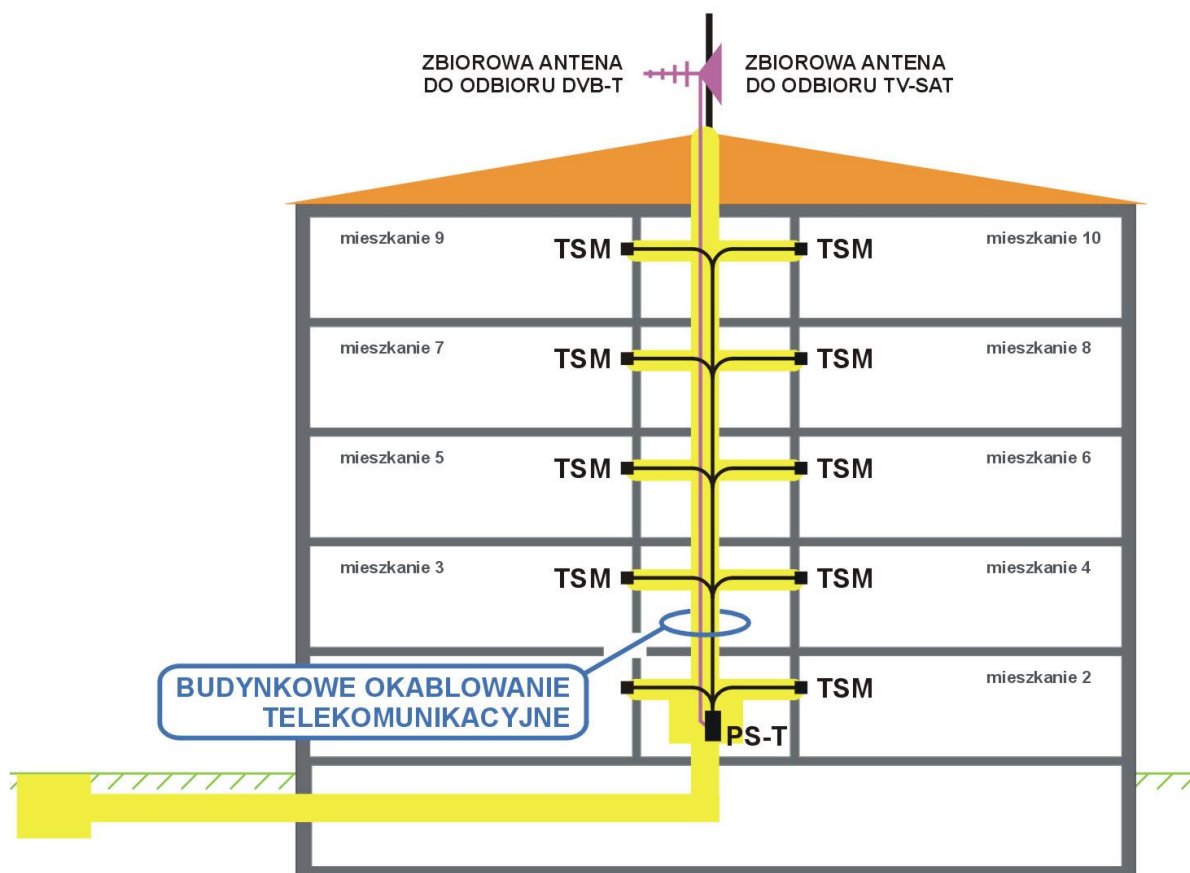 ZBIOROWA ANTENA
DO ODBIORU DVB-T
ZBIOROWA ANTENA
DO ODBIORU TV-SAT
mieszkanie 9
TSM
TSM
mieszkanie 10
mieszkanie 7
TSM
TSM
mieszkanie 8
mieszkanie 5
TSM
TSM
mieszkanie 6
mieszkanie 3
TSM
TSM
mieszkanie 4
BUDYNKOWE OKABLOWANIE
TELEKOMUNIKACYJNE
TSM
mieszkanie 2
PS-T